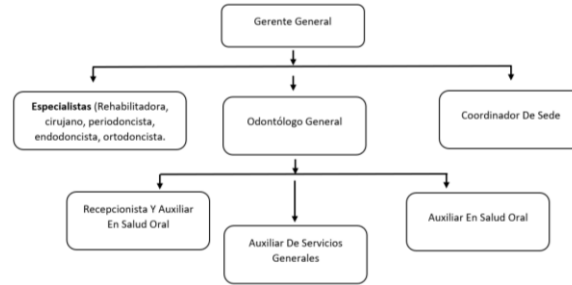 Gerente General
Especialistas (Rehabilitadora,
cirujano, periodoncista,
endodoncista, ortodoncista.
Odontólogo General
Coordinador De Sede
Recepcionista Y Auxiliar
En Salud Oral
Auxiliar De Servicios
Generales
Auxiliar En Salud Oral